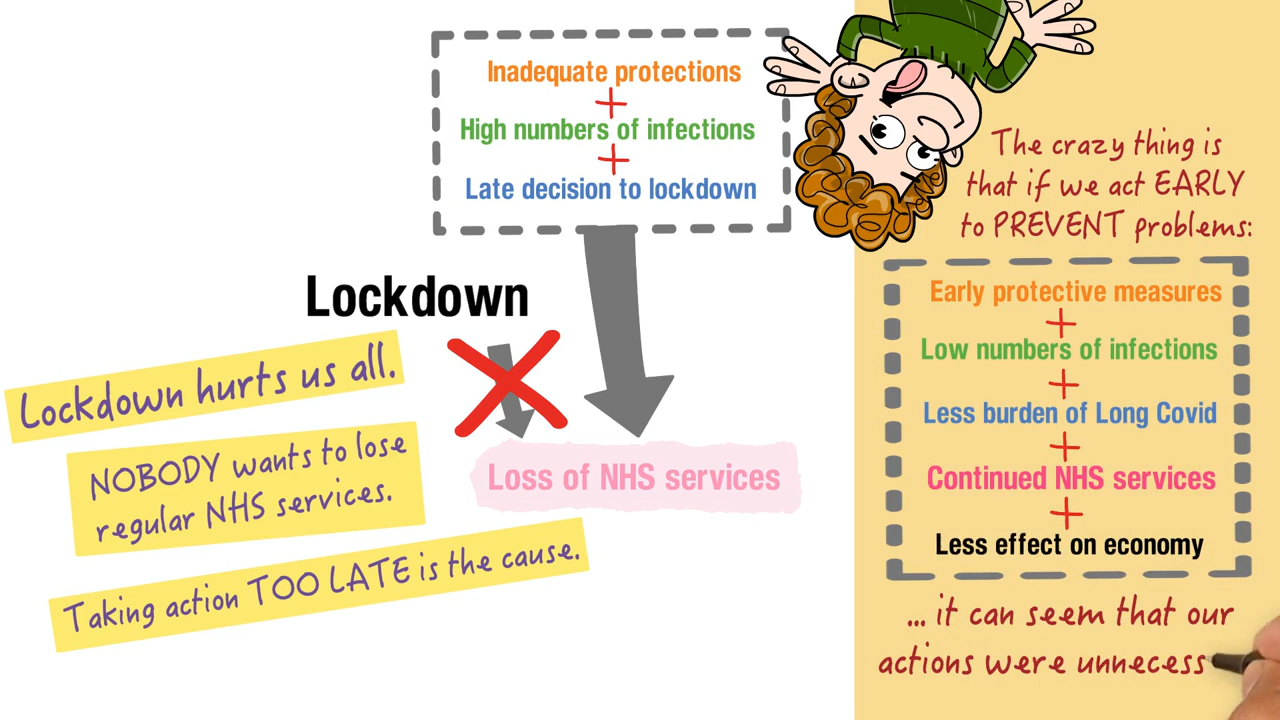 Inadequate protections
+
High numbers of infections
+
Late decision to lockdown
Lockdown
Lockdown hurts us all.
NOBODY wants to lose
regular NHS services.
Taking action TOO LATE is the cause.
Loss of NHS services
The crazy thing is
that if we act EARLY
to PREVENT problems:
Early protective measures
+
Low numbers of infections
+
Less burden of Long Covid
+
Continued NHS services
+
Less effect on economy
... it can seem that our
actions were unnecess